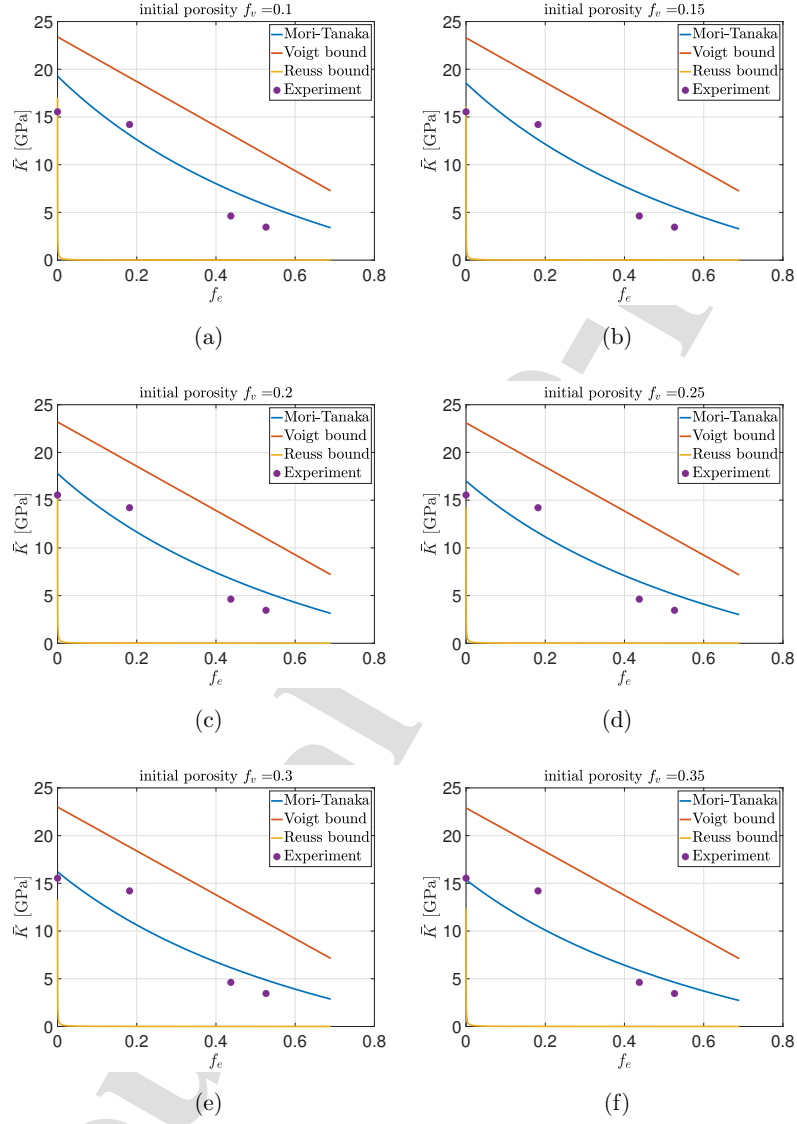 initial porosity f_v =0.1
25
20
15
10
5
0
K̄ [GPa]
Mori-Tanaka
Voigt bound
Reuss bound
Experiment
0 0.2 0.4 0.6 0.8
f_e
(a)
initial porosity f_v =0.15
25
20
15
10
5
0
K̄ [GPa]
Mori-Tanaka
Voigt bound
Reuss bound
Experiment
0 0.2 0.4 0.6 0.8
f_e
(b)
initial porosity f_v =0.2
25
20
15
10
5
0
K̄ [GPa]
Mori-Tanaka
Voigt bound
Reuss bound
Experiment
0 0.2 0.4 0.6 0.8
f_e
(c)
initial porosity f_v =0.25
25
20
15
10
5
0
K̄ [GPa]
Mori-Tanaka
Voigt bound
Reuss bound
Experiment
0 0.2 0.4 0.6 0.8
f_e
(d)
initial porosity f_v =0.3
25
20
15
10
5
0
K̄ [GPa]
Mori-Tanaka
Voigt bound
Reuss bound
Experiment
0 0.2 0.4 0.6 0.8
f_e
(e)
initial porosity f_v =0.35
25
20
15
10
5
0
K̄ [GPa]
Mori-Tanaka
Voigt bound
Reuss bound
Experiment
0 0.2 0.4 0.6 0.8
f_e
(f)